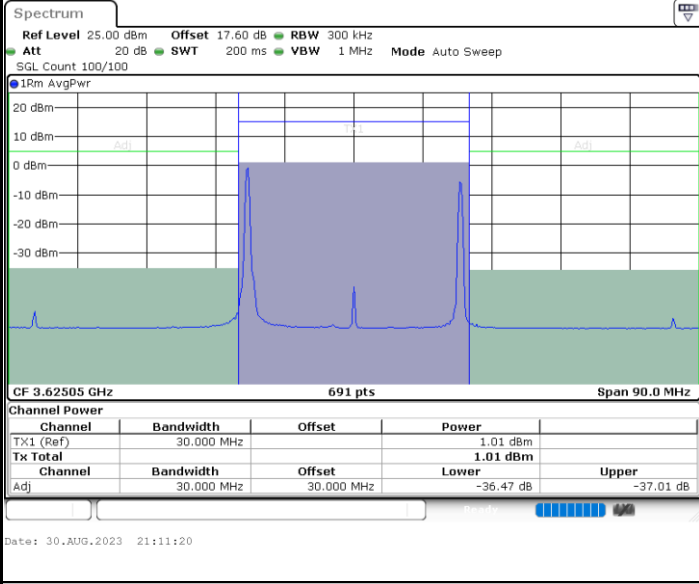 Spectrum
Ref Level 25.00 dBm Offset 17.60 dB RBW 300 kHz
Att 20 dB SWT 200 ms VBW 1 MHz Mode Auto Sweep
SGL Count 100/100
1Rm AvgPwr
20 dBm
TX1
10 dBm
Adj Adj
0 dBm
-10 dBm
-20 dBm
-30 dBm
CF 3.62505 GHz 691 pts Span 90.0 MHz
Channel Power
Channel Bandwidth Offset Power
TX1 (Ref) 30.000 MHz 1.01 dBm
Tx Total 1.01 dBm
Channel Bandwidth Offset Lower Upper
Adj 30.000 MHz 30.000 MHz -36.47 dB -37.01 dB
Ready
Date: 30.AUG.2023 21:11:20